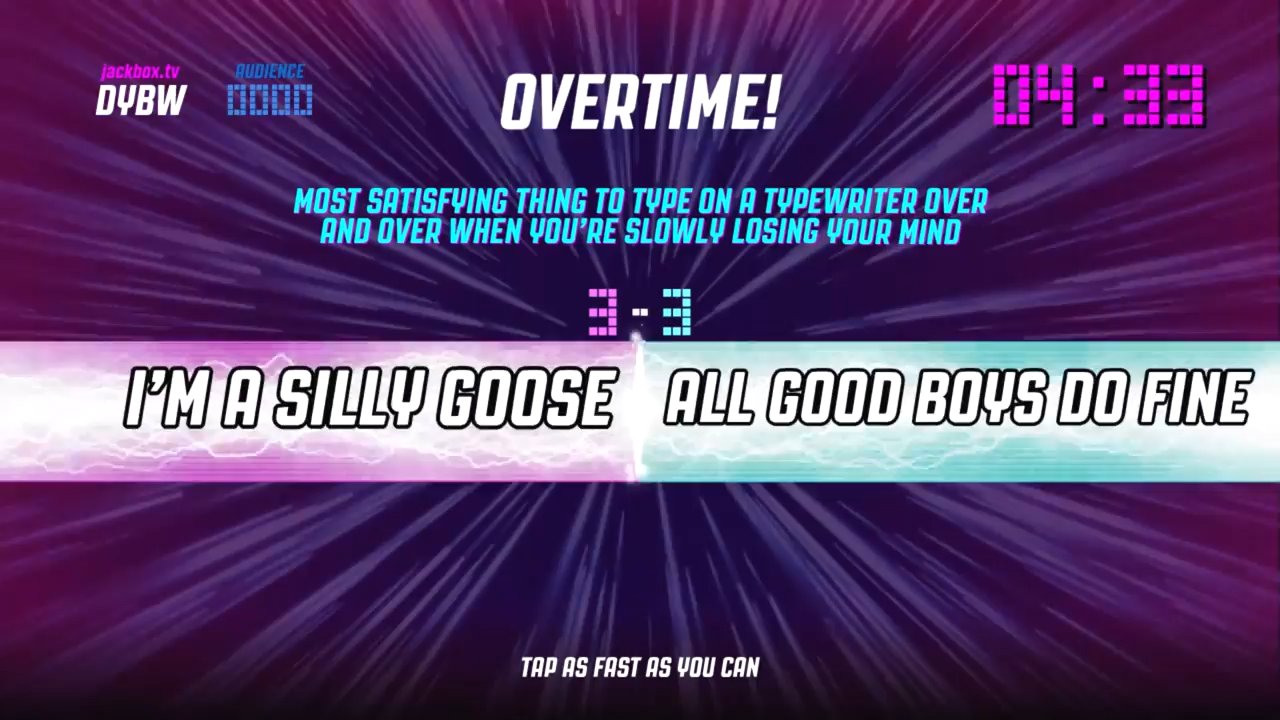 jackbox.tv
DYBW
AUDIENCE
0000
OVERTIME!
04:33
MOST SATISFYING THING TO TYPE ON A TYPEWRITER OVER
AND OVER WHEN YOU'RE SLOWLY LOSING YOUR MIND
3-3
I'M A SILLY GOOSE
ALL GOOD BOYS DO FINE
TAP AS FAST AS YOU CAN